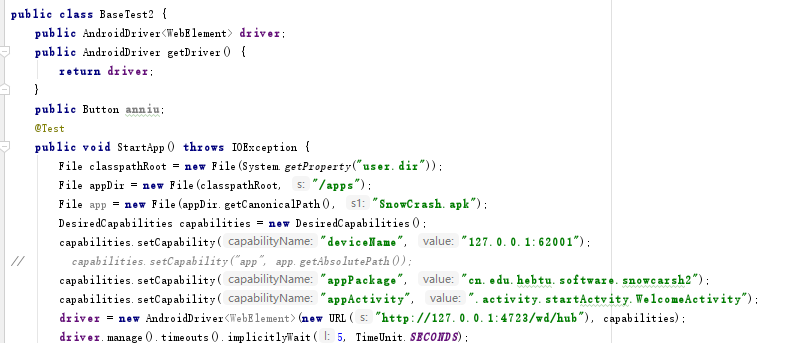 public class BaseTest2 {
public AndroidDriver<WebElement> driver;
public AndroidDriver getDriver() {
return driver;
}
public Button anniu;
@Test
public void StartApp() throws IOException {
File classpathRoot = new File(System.getProperty("user.dir"));
File appDir = new File(classpathRoot, s: "/apps");
File app = new File(appDir.getCanonicalPath(), s1: "SnowCrash.apk");
DesiredCapabilities capabilities = new DesiredCapabilities();
capabilities.setCapability( capabilityName: "deviceName", value: "127.0.0.1:62001");
// capabilities.setCapability("app", app.getAbsolutePath());
capabilities.setCapability( capabilityName: "appPackage", value: "cn.edu.hebtu.software.snowcarsh2");
capabilities.setCapability( capabilityName: "appActivity", value: ".activity.startActvity.WelcomeActivity");
driver = new AndroidDriver<WebElement>(new URL( s: "http://127.0.0.1:4723/wd/hub"), capabilities);
driver.manage().timeouts().implicitlyWait( l: 5, TimeUnit.SECONDS);